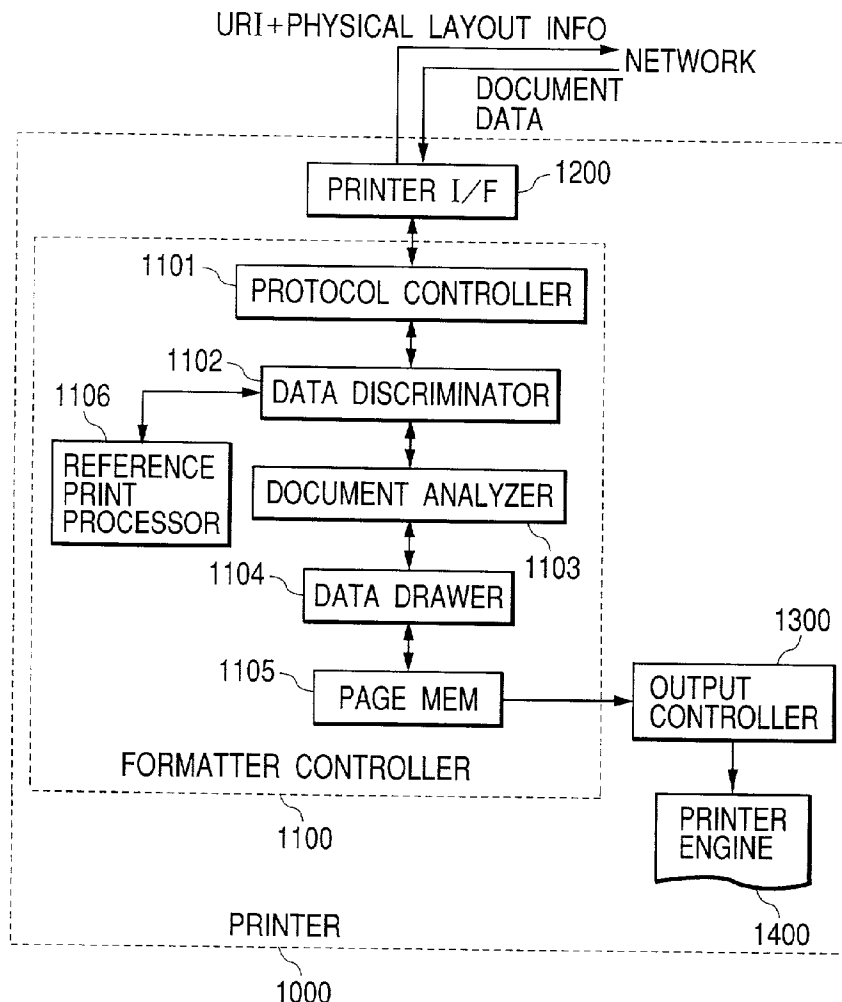 URI+PHYSICAL LAYOUT INFO
NETWORK
DOCUMENT
DATA
1200
PRINTER I/F
1101
PROTOCOL CONTROLLER
1102
DATA DISCRIMINATOR
1106
REFERENCE
PRINT
PROCESSOR
DOCUMENT ANALYZER
1103
1104
DATA DRAWER
1300
1105
PAGE MEM
OUTPUT
CONTROLLER
FORMATTER CONTROLLER
1100
PRINTER
ENGINE
1400
PRINTER
1000